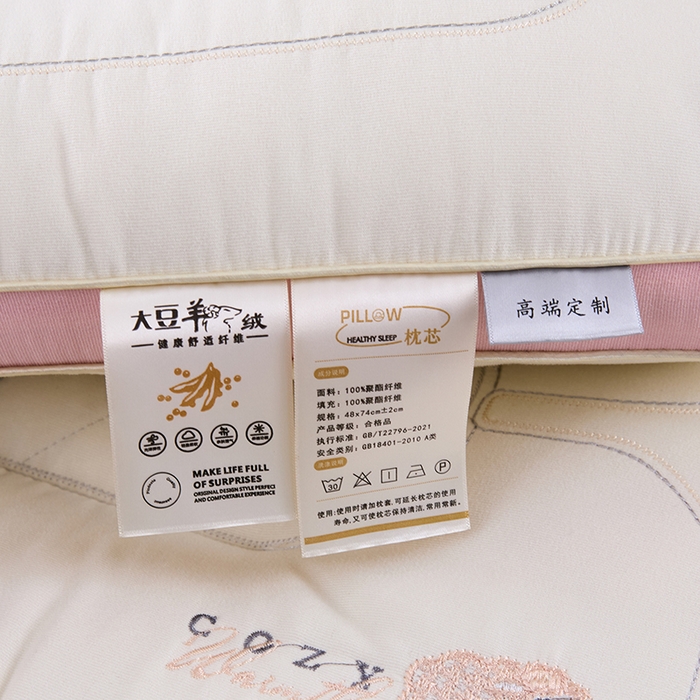 大豆羊绒
健康舒适纤维
MAKE LIFE FULL
OF SURPRISES
ORIGINAL DESIGN STYLE PERFECT
AND COMFORTABLE EXPERIENCE
PILLOW
HEALTHY SLEEP 枕芯
成分说明
面料：100%聚酯纤维
填充：100%聚酯纤维
规格：48x74cm±2cm
产品等级：合格品
执行标准：GB/T22796-2021
安全类别：GB18401-2010 A类
洗涤说明
30
P
使用：使用时请加枕套，可延长枕芯的使用
寿命，又可使枕芯保持清洁，常用常新。
高端定制
COZY